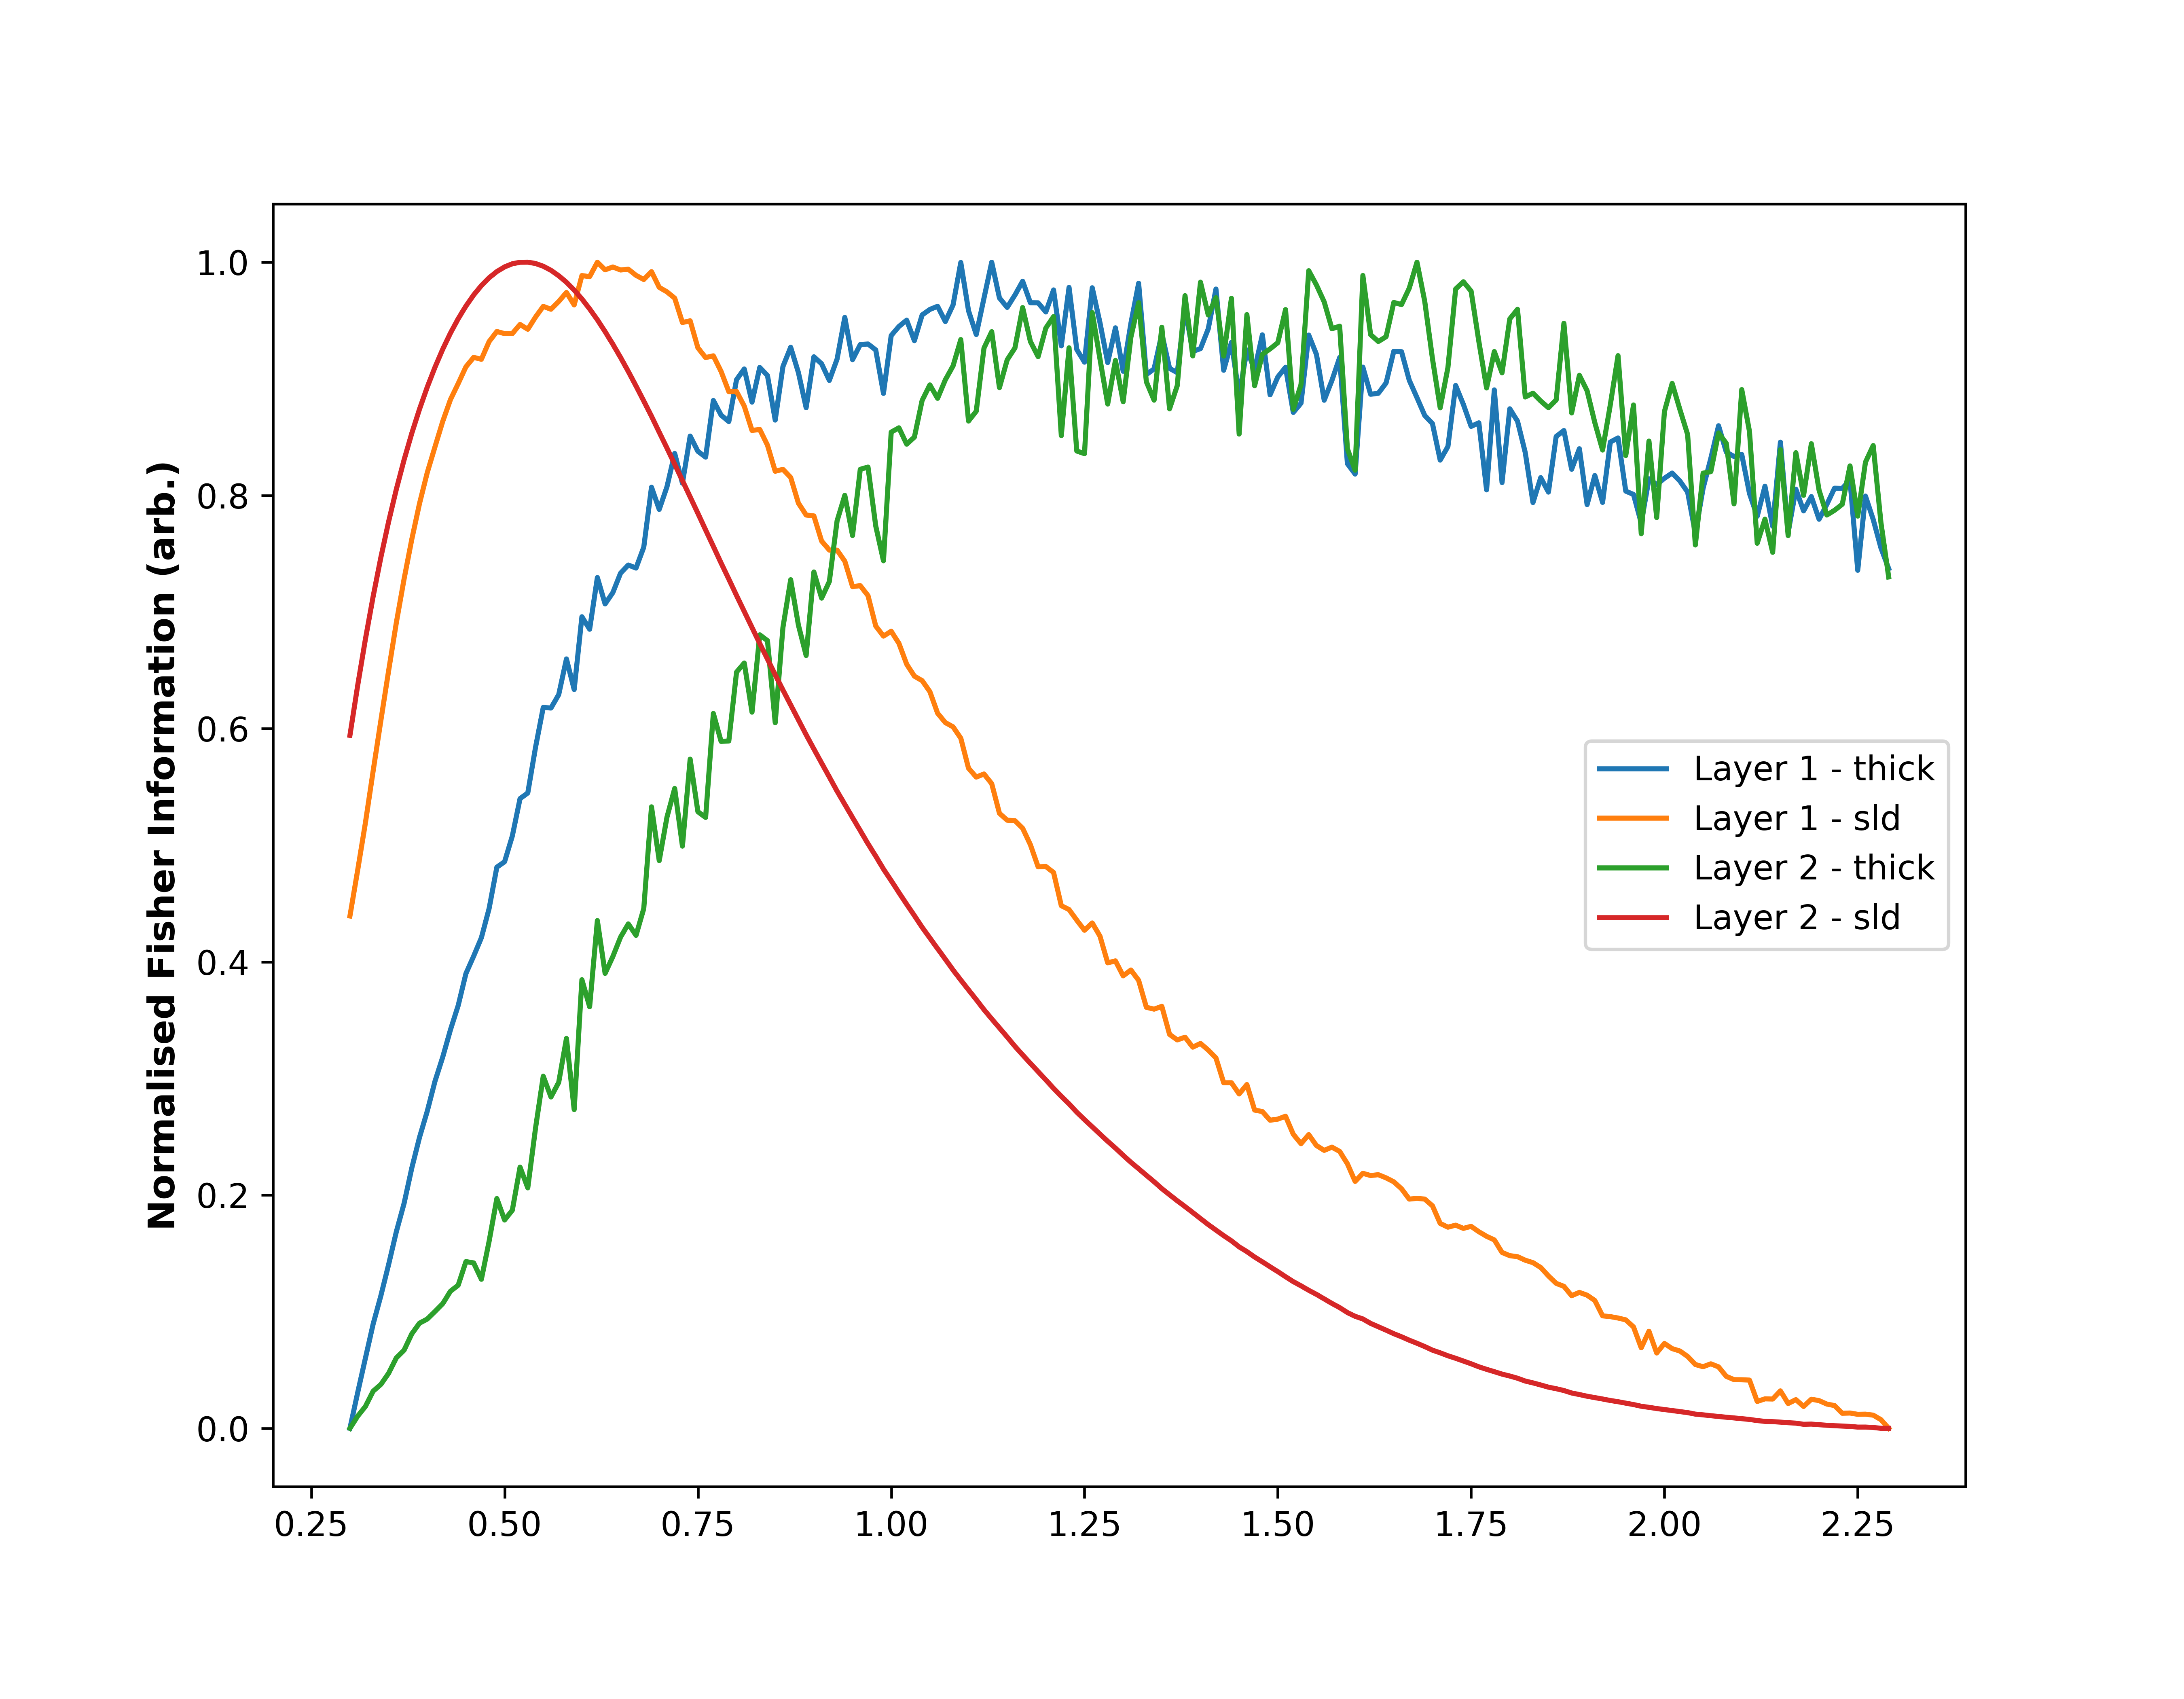 Normalised Fisher Information (arb.)
1.0
0.8
0.6
0.4
0.2
0.0
Layer 1 - thick
Layer 1 - sld
Layer 2 - thick
Layer 2 - sld
0.25 0.50 0.75 1.00 1.25 1.50 1.75 2.00 2.25